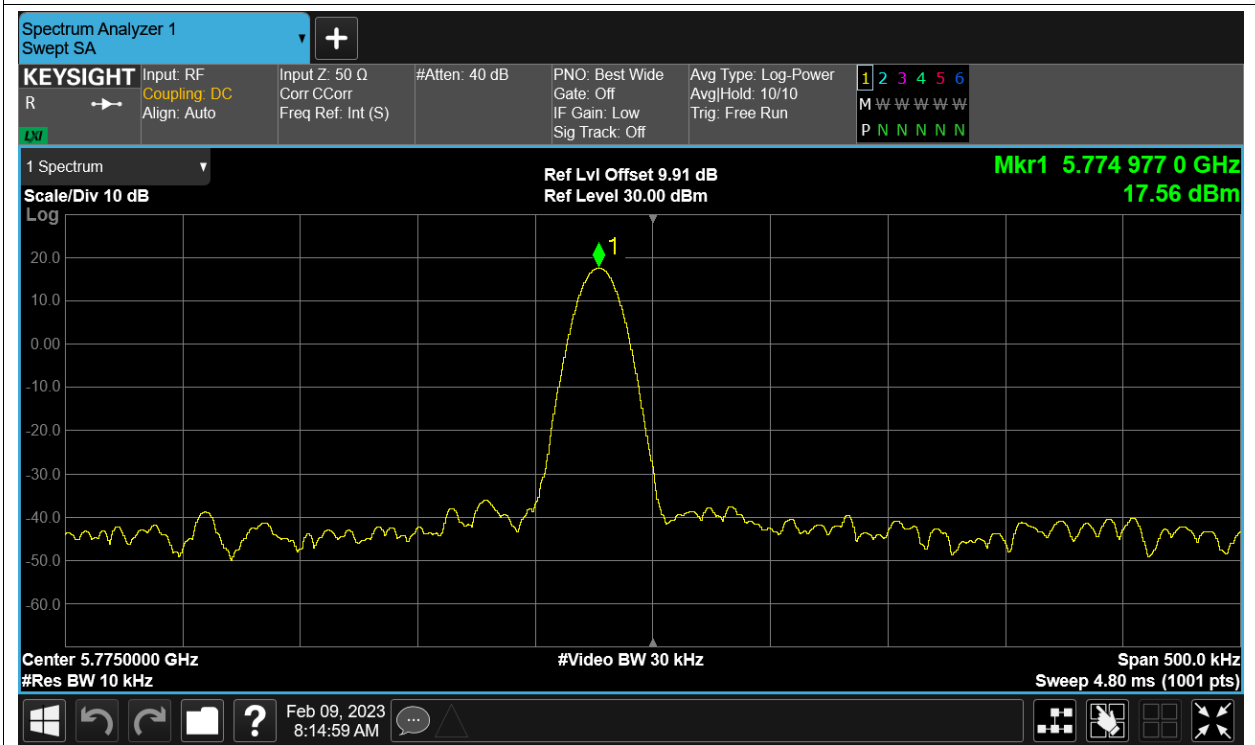 Spectrum Analyzer 1
Swept SA
KEYSIGHT
R
LXI
Input: RF
Coupling: DC
Align: Auto
Input Z: 50 Ω
Corr CCorr
Freq Ref: Int (S)
#Atten: 40 dB
PNO: Best Wide
Gate: Off
IF Gain: Low
Sig Track: Off
Avg Type: Log-Power
Avg|Hold: 10/10
Trig: Free Run
1 2 3 4 5 6
M W W W W W
P N N N N N
1 Spectrum
Scale/Div 10 dB
Log
Ref Lvl Offset 9.91 dB
Ref Level 30.00 dBm
Mkr1 5.774 977 0 GHz
17.56 dBm
1
20.0
10.0
0.00
-10.0
-20.0
-30.0
-40.0
-50.0
-60.0
Center 5.7750000 GHz
#Res BW 10 kHz
#Video BW 30 kHz
Span 500.0 kHz
Sweep 4.80 ms (1001 pts)
?
Feb 09, 2023
8:14:59 AM